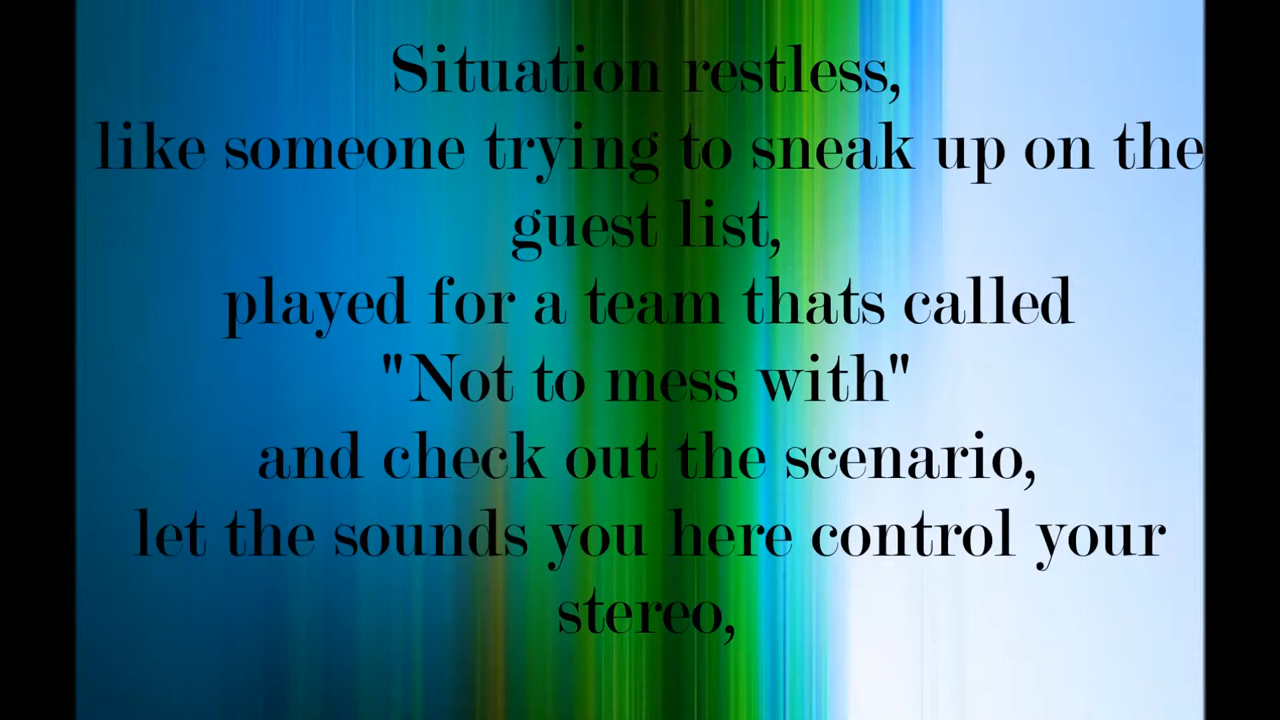 Situation restless,
like someone trying to sneak up on the
guest list,
played for a team thats called
"Not to mess with"
and check out the scenario,
let the sounds you here control your
stereo,